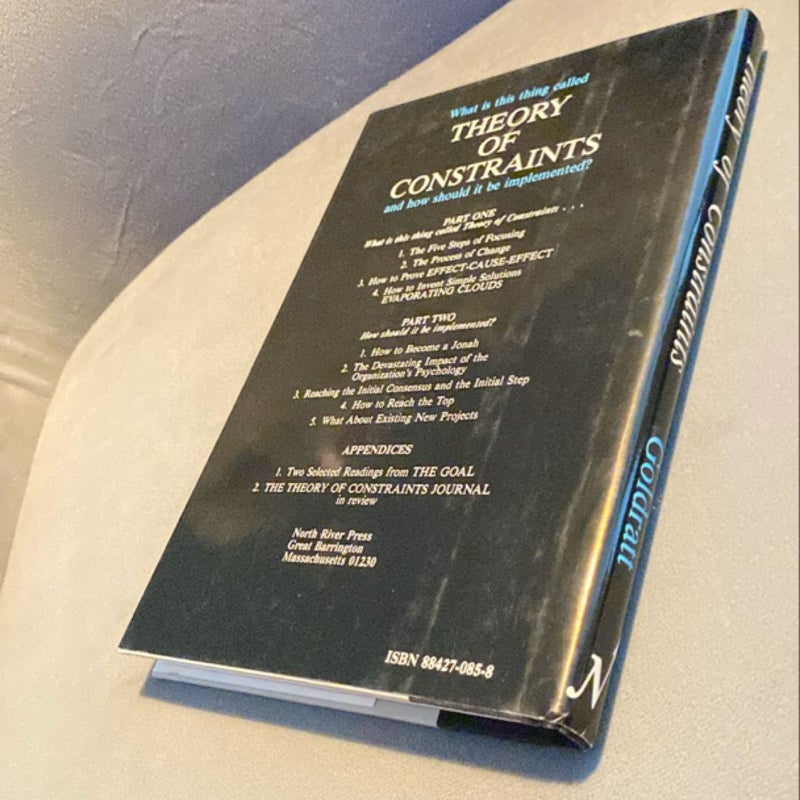 What is this thing called
THEORY
OF
CONSTRAINTS
and how should it be implemented?
PART ONE
What is this thing called Theory of Constraints . . .
1. The Five Steps of Focusing
2. The Process of Change
3. How to Prove EFFECT-CAUSE-EFFECT
4. How to Invent Simple Solutions
EVAPORATING CLOUDS
PART TWO
How should it be implemented?
1. How to Become a Jonah
2. The Devastating Impact of the
Organization's Psychology
3. Reaching the Initial Consensus and the Initial Step
4. How to Reach the Top
5. What About Existing New Projects
APPENDICES
1. Two Selected Readings from THE GOAL
2. THE THEORY OF CONSTRAINTS JOURNAL
in review
North River Press
Great Barrington
Massachusetts 01230
ISBN 88427-085-8
Theory of Constraints
Goldratt
N